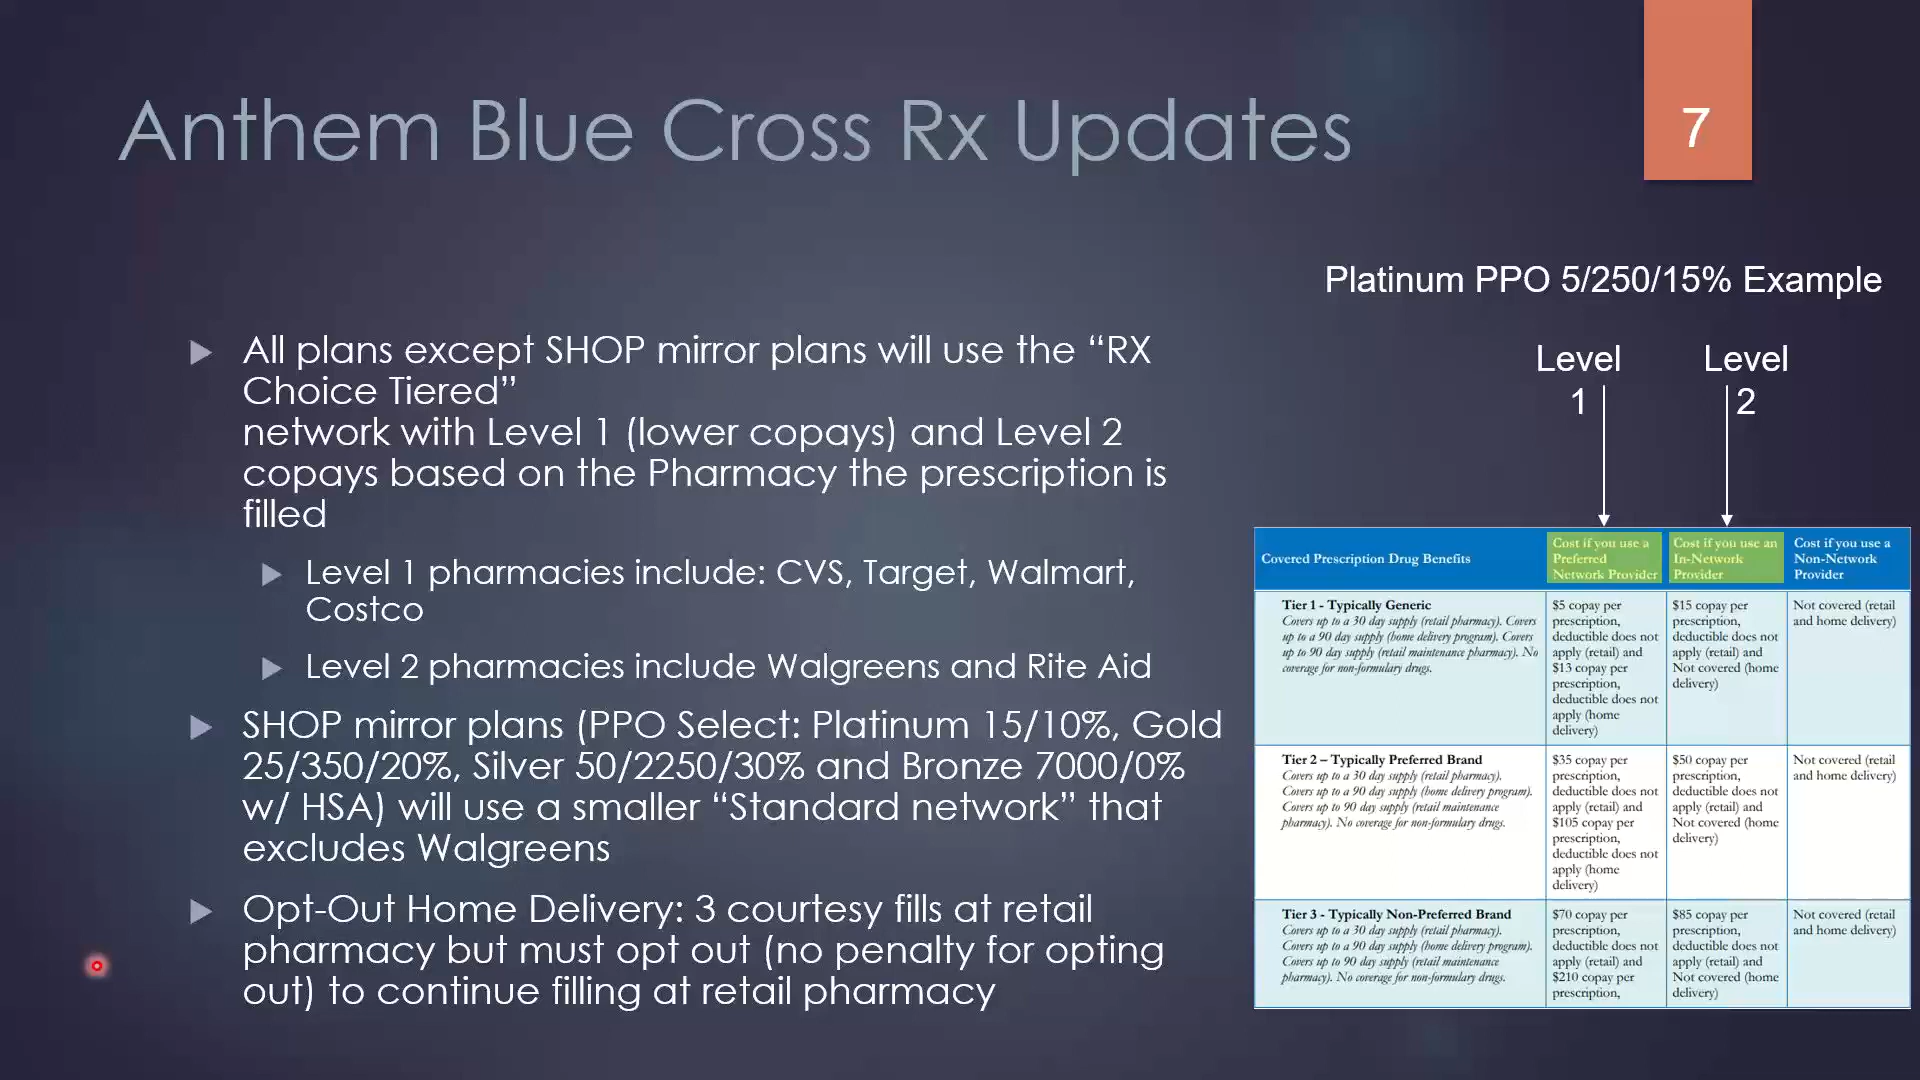 Anthem Blue Cross Rx Updates
7
Platinum PPO 5/250/15% Example
Level
1
Level
2
▶ All plans except SHOP mirror plans will use the “RX
Choice Tiered”
network with Level 1 (lower copays) and Level 2
copays based on the Pharmacy the prescription is
filled
▶ Level 1 pharmacies include: CVS, Target, Walmart,
Costco
▶ Level 2 pharmacies include Walgreens and Rite Aid
▶ SHOP mirror plans (PPO Select: Platinum 15/10%, Gold
25/350/20%, Silver 50/2250/30% and Bronze 7000/0%
w/ HSA) will use a smaller “Standard network” that
excludes Walgreens
▶ Opt-Out Home Delivery: 3 courtesy fills at retail
pharmacy but must opt out (no penalty for opting
out) to continue filling at retail pharmacy
Covered Prescription Drug Benefits
Cost if you use a
Preferred
Network Provider
Cost if you use an
In-Network
Provider
Cost if you use a
Non-Network
Provider
Tier 1 - Typically Generic
Covers up to a 30 day supply (retail pharmacy). Covers
up to a 90 day supply (home delivery program). Covers
up to 90 day supply (retail maintenance pharmacy). No
coverage for non-formulary drugs.
$5 copay per
prescription,
deductible does not
apply (retail) and
$13 copay per
prescription,
deductible does not
apply (home
delivery)
$15 copay per
prescription,
deductible does not
apply (retail) and
Not covered (home
delivery)
Not covered (retail
and home delivery)
Tier 2 – Typically Preferred Brand
Covers up to a 30 day supply (retail pharmacy).
Covers up to a 90 day supply (home delivery program).
Covers up to 90 day supply (retail maintenance
pharmacy). No coverage for non-formulary drugs.
$35 copay per
prescription,
deductible does not
apply (retail) and
$105 copay per
prescription,
deductible does not
apply (home
delivery)
$50 copay per
prescription,
deductible does not
apply (retail) and
Not covered (home
delivery)
Not covered (retail
and home delivery)
Tier 3 - Typically Non-Preferred Brand
Covers up to a 30 day supply (retail pharmacy).
Covers up to a 90 day supply (home delivery program).
Covers up to 90 day supply (retail maintenance
pharmacy). No coverage for non-formulary drugs.
$70 copay per
prescription,
deductible does not
apply (retail) and
$210 copay per
prescription,
$85 copay per
prescription,
deductible does not
apply (retail) and
Not covered (home
delivery)
Not covered (retail
and home delivery)